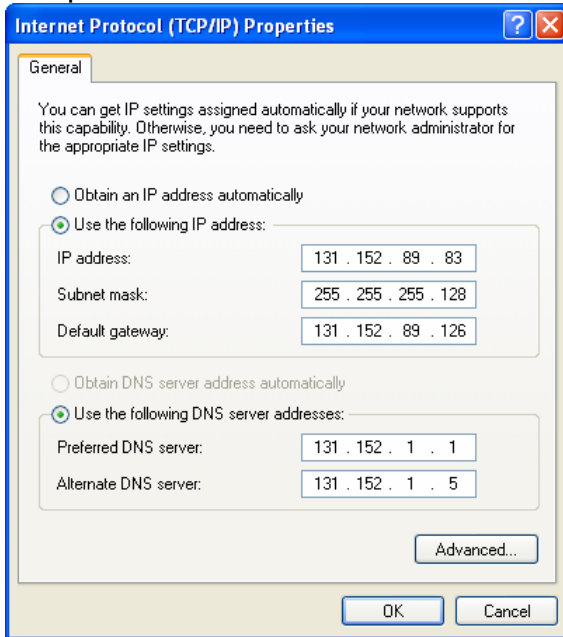 Internet Protocol (TCP/IP) Properties
General
You can get IP settings assigned automatically if your network supports
this capability. Otherwise, you need to ask your network administrator for
the appropriate IP settings.
Obtain an IP address automatically
Use the following IP address:
IP address: 131 . 152 . 89 . 83
Subnet mask: 255 . 255 . 255 . 128
Default gateway: 131 . 152 . 89 . 126
Obtain DNS server address automatically
Use the following DNS server addresses:
Preferred DNS server: 131 . 152 . 1 . 1
Alternate DNS server: 131 . 152 . 1 . 5
Advanced...
OK Cancel